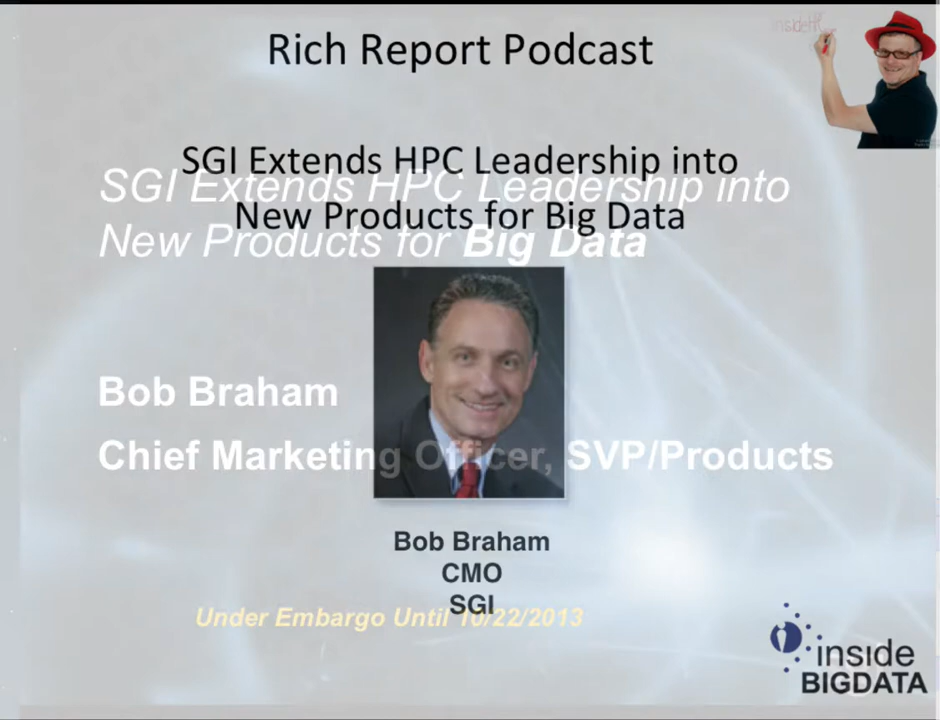 Rich Report Podcast
insideHPC
SGI Extends HPC Leadership into
New Products for Big Data
SGI Extends HPC Leadership into
New Products for Big Data
Bob Braham
Chief Marketing Officer, SVP/Products
Bob Braham
CMO
SGI
Under Embargo Until 10/22/2013
inside
BIGDATA